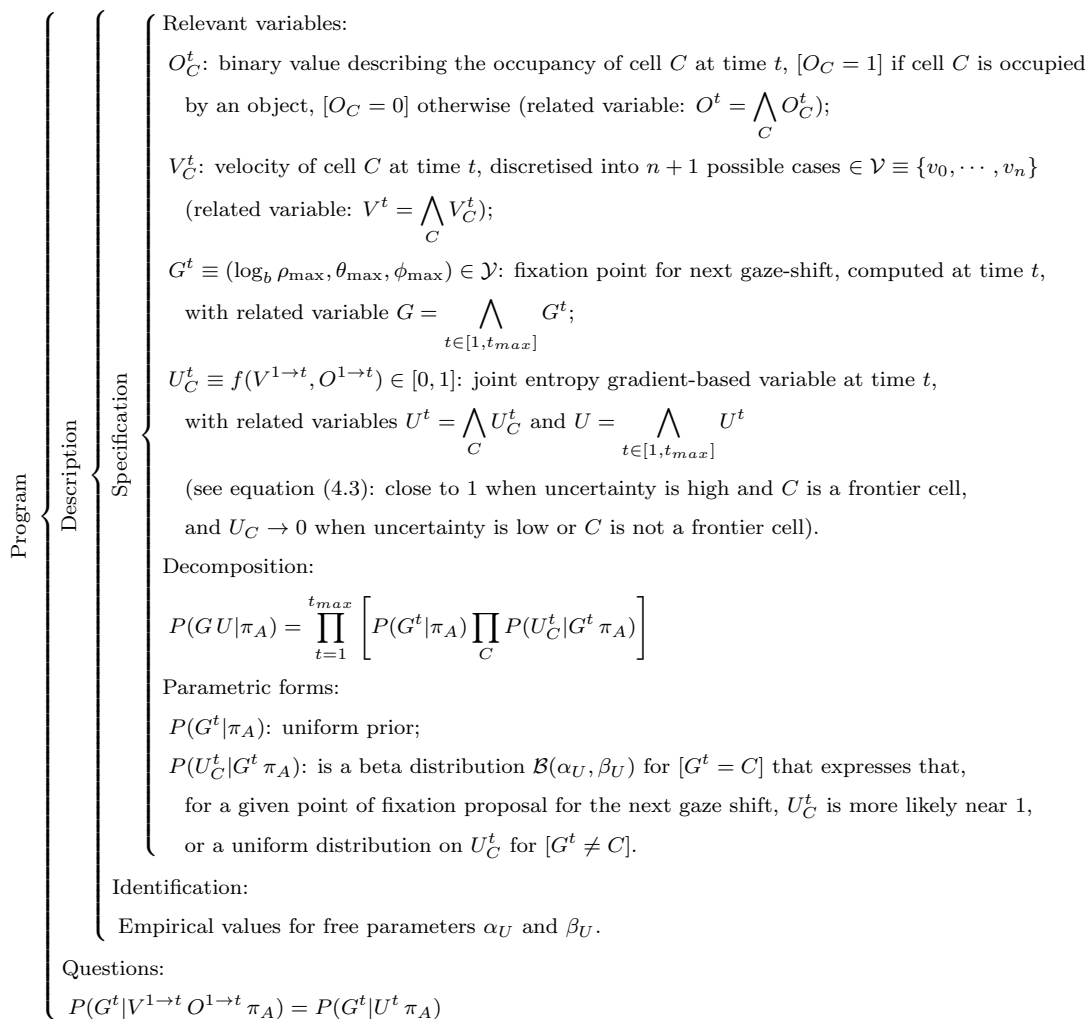 Program
Description
Specification
Relevant variables:
O_C^t: binary value describing the occupancy of cell C at time t, [O_C = 1] if cell C is occupied
by an object, [O_C = 0] otherwise (related variable: O^t = ⋀_C O_C^t);
V_C^t: velocity of cell C at time t, discretised into n + 1 possible cases ∈ 𝒱 ≡ {v_0, ⋯ , v_n}
(related variable: V^t = ⋀_C V_C^t);
G^t ≡ (log_b ρ_max, θ_max, ϕ_max) ∈ 𝒴: fixation point for next gaze-shift, computed at time t,
with related variable G = ⋀_{t∈[1,t_max]} G^t;
U_C^t ≡ f(V^{1→t}, O^{1→t}) ∈ [0, 1]: joint entropy gradient-based variable at time t,
with related variables U^t = ⋀_C U_C^t and U = ⋀_{t∈[1,t_max]} U^t
(see equation (4.3): close to 1 when uncertainty is high and C is a frontier cell,
and U_C → 0 when uncertainty is low or C is not a frontier cell).
Decomposition:
P(G U|π_A) = ∏_{t=1}^{t_max} [P(G^t|π_A) ∏_C P(U_C^t|G^t π_A)]
Parametric forms:
P(G^t|π_A): uniform prior;
P(U_C^t|G^t π_A): is a beta distribution ℬ(α_U, β_U) for [G^t = C] that expresses that,
for a given point of fixation proposal for the next gaze shift, U_C^t is more likely near 1,
or a uniform distribution on U_C^t for [G^t ≠ C].
Identification:
Empirical values for free parameters α_U and β_U.
Questions:
P(G^t|V^{1→t} O^{1→t} π_A) = P(G^t|U^t π_A)